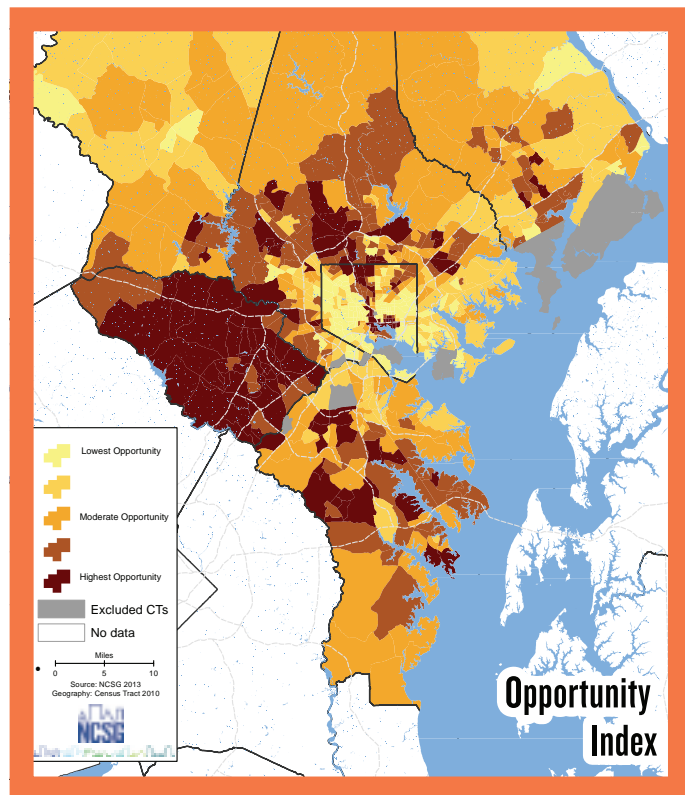 Lowest Opportunity
Moderate Opportunity
Highest Opportunity
Excluded CTs
No data
Miles
0 5 10
Source: NCSG 2013
Geography: Census Tract 2010
NCSG
Opportunity
Index